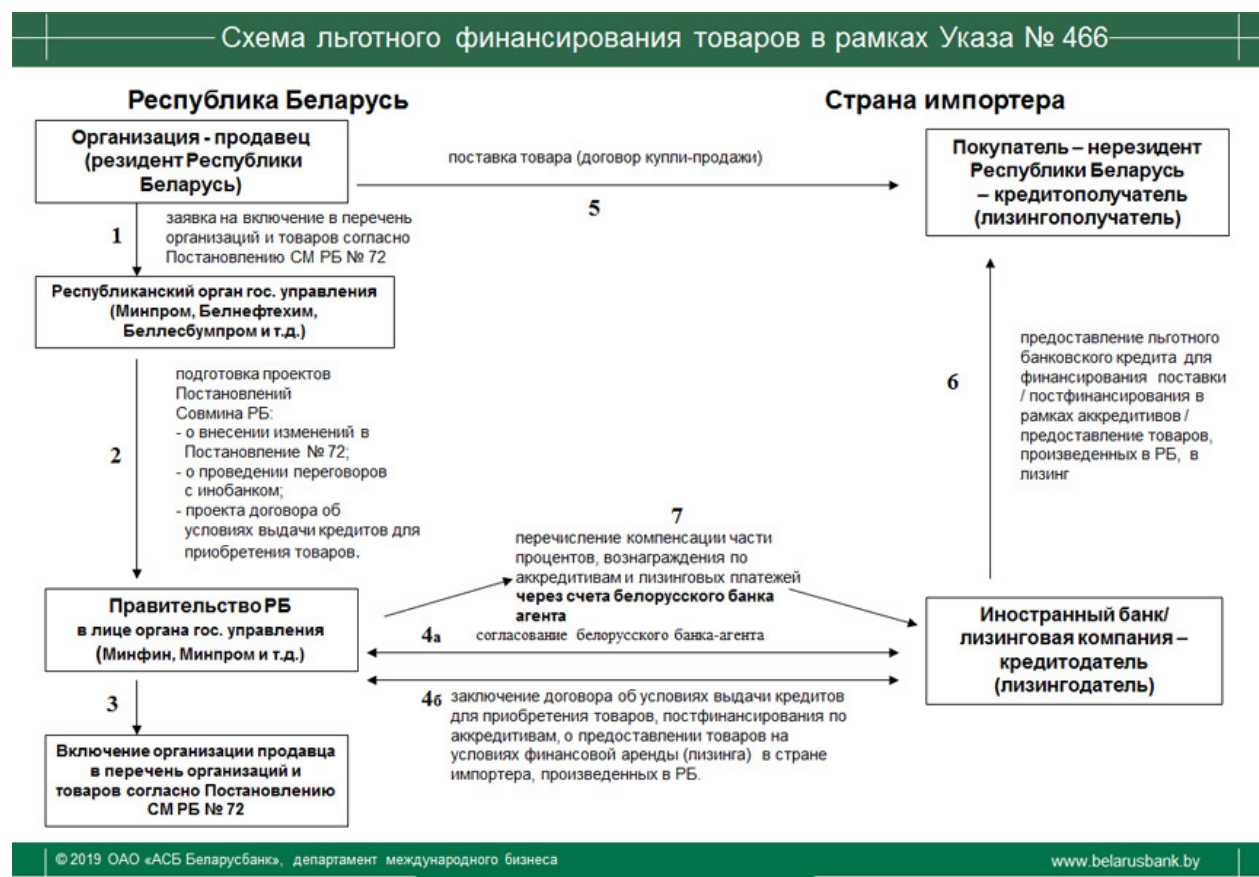 Схема льготного финансирования товаров в рамках Указа № 466
Республика Беларусь
Страна импортера
Организация - продавец
(резидент Республики
Беларусь)
поставка товара (договор купли-продажи)
5
Покупатель – нерезидент
Республики Беларусь
– кредитополучатель
(лизингополучатель)
1
заявка на включение в перечень
организаций и товаров согласно
Постановлению СМ РБ № 72
Республиканский орган гос. управления
(Минпром, Белнефтехим,
Беллесбумпром и т.д.)
2
подготовка проектов
Постановлений
Совмина РБ:
- о внесении изменений в
Постановление № 72;
- о проведении переговоров
с инобанком;
- проекта договора об
условиях выдачи кредитов для
приобретения товаров.
6
предоставление льготного
банковского кредита для
финансирования поставки
/ постфинансирования в
рамках аккредитивов /
предоставление товаров,
произведенных в РБ, в
лизинг
7
перечисление компенсации части
процентов, вознаграждения по
аккредитивам и лизинговых платежей
через счета белорусского банка
агента
Правительство РБ
в лице органа гос. управления
(Минфин, Минпром и т.д.)
4а согласование белорусского банка-агента
Иностранный банк/
лизинговая компания –
кредитодатель
(лизингодатель)
3
4б заключение договора об условиях выдачи кредитов
для приобретения товаров, постфинансирования по
аккредитивам, о предоставлении товаров на
условиях финансовой аренды (лизинга) в стране
импортера, произведенных в РБ.
Включение организации продавца
в перечень организаций и
товаров согласно Постановлению
СМ РБ № 72
© 2019 ОАО «АСБ Беларусбанк», департамент международного бизнеса
www.belarusbank.by